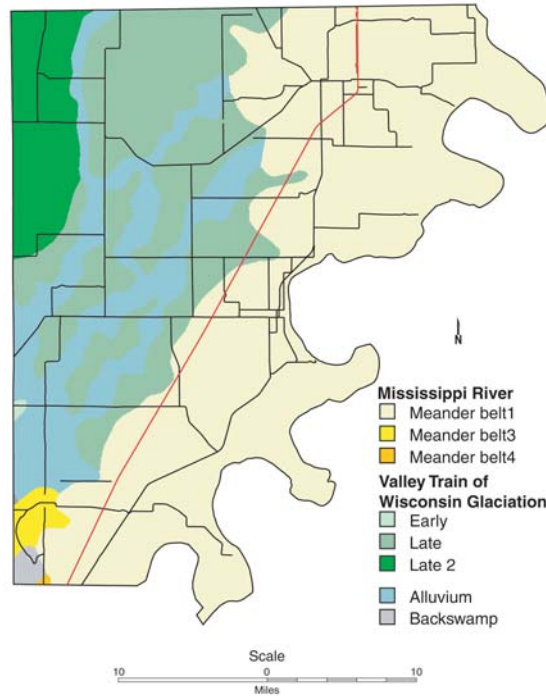 N
Mississippi River
Meander belt1
Meander belt3
Meander belt4
Valley Train of
Wisconsin Glaciation
Early
Late
Late 2
Alluvium
Backswamp
Scale
10 0 10
Miles